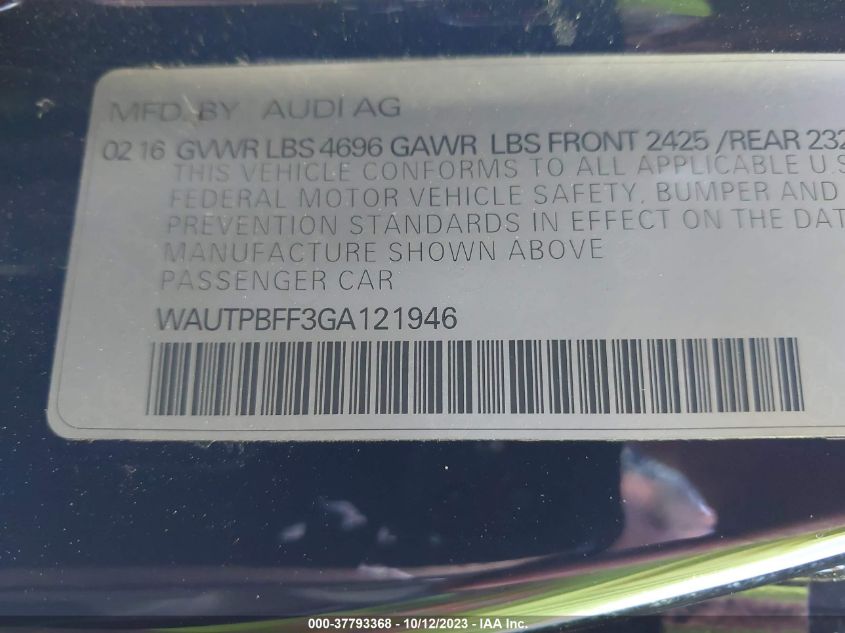 MFD. BY AUDI AG
02 16 GVWR LBS 4696 GAWR LBS FRONT 2425 /REAR 232
THIS VEHICLE CONFORMS TO ALL APPLICABLE U.S
FEDERAL MOTOR VEHICLE SAFETY, BUMPER AND
PREVENTION STANDARDS IN EFFECT ON THE DAT
MANUFACTURE SHOWN ABOVE
PASSENGER CAR
WAUTPBFF3GA121946
000-37793368 - 10/12/2023 - IAA Inc.